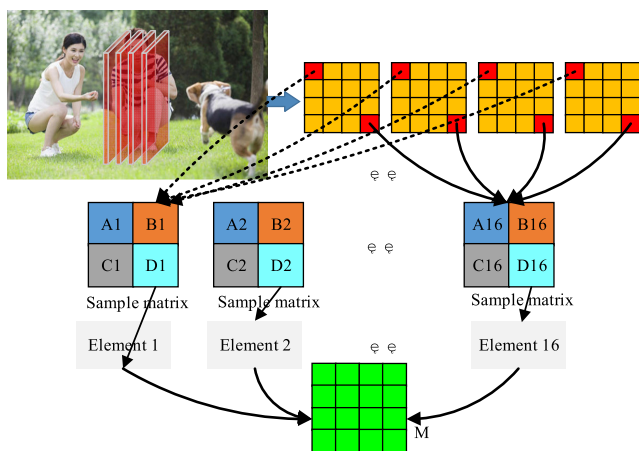 A1 B1 A2 B2 A16 B16
C1 D1 C2 D2 C16 D16
Sample matrix Sample matrix Sample matrix
Element 1 Element 2 Element 16
M